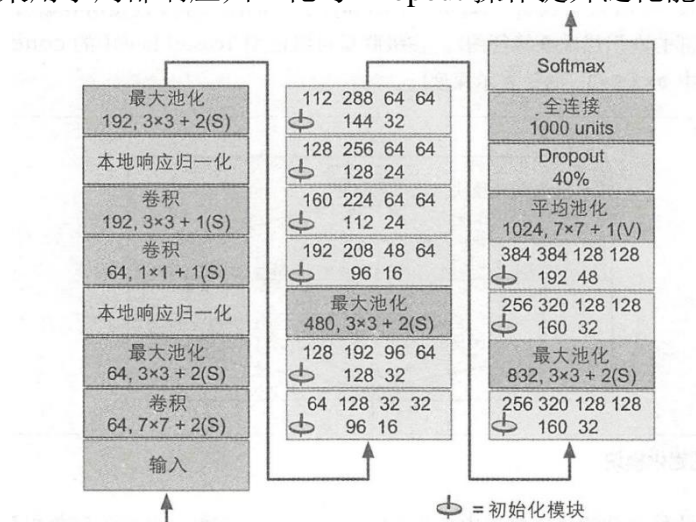 Softmax
全连接
1000 units
Dropout
40%
平均池化
1024, 7×7 + 1(V)
384 384 128 128
192 48
256 320 128 128
160 32
最大池化
832, 3×3 + 2(S)
256 320 128 128
160 32
112 288 64 64
144 32
128 256 64 64
128 24
160 224 64 64
112 24
192 208 48 64
96 16
最大池化
480, 3×3 + 2(S)
128 192 96 64
128 32
64 128 32 32
96 16
最大池化
192, 3×3 + 2(S)
本地响应归一化
卷积
192, 3×3 + 1(S)
卷积
64, 1×1 + 1(S)
本地响应归一化
最大池化
64, 3×3 + 2(S)
卷积
64, 7×7 + 2(S)
输入
= 初始化模块